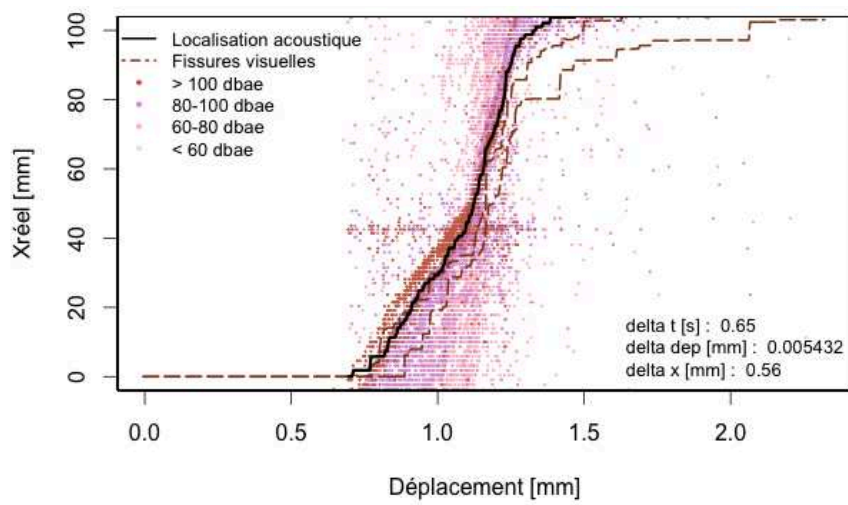 100
80
60
40
20
0
Xréel [mm]
Localisation acoustique
Fissures visuelles
> 100 dbae
80-100 dbae
60-80 dbae
< 60 dbae
delta t [s] : 0.65
delta dep [mm] : 0.005432
delta x [mm] : 0.56
0.0 0.5 1.0 1.5 2.0
Déplacement [mm]